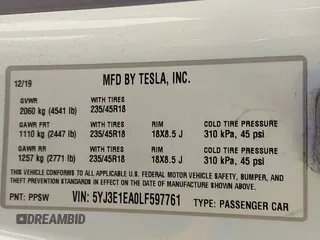 12/19 MFD BY TESLA, INC.
GVWR WITH TIRES
2060 kg (4541 lb) 235/45R18
GAWR FRT WITH TIRES RIM COLD TIRE PRESSURE
1110 kg (2447 lb) 235/45R18 18X8.5 J 310 kPa, 45 psi
GAWR RR WITH TIRES RIM COLD TIRE PRESSURE
1257 kg (2771 lb) 235/45R18 18X8.5 J 310 kPa, 45 psi
THIS VEHICLE CONFORMS TO ALL APPLICABLE U.S. FEDERAL MOTOR VEHICLE SAFETY, BUMPER, AND
THEFT PREVENTION STANDARDS IN EFFECT ON THE DATE OF MANUFACTURE SHOWN ABOVE.
PNT: PPSW VIN: 5YJ3E1EA0LF597761 TYPE: PASSENGER CAR
DREAMBID